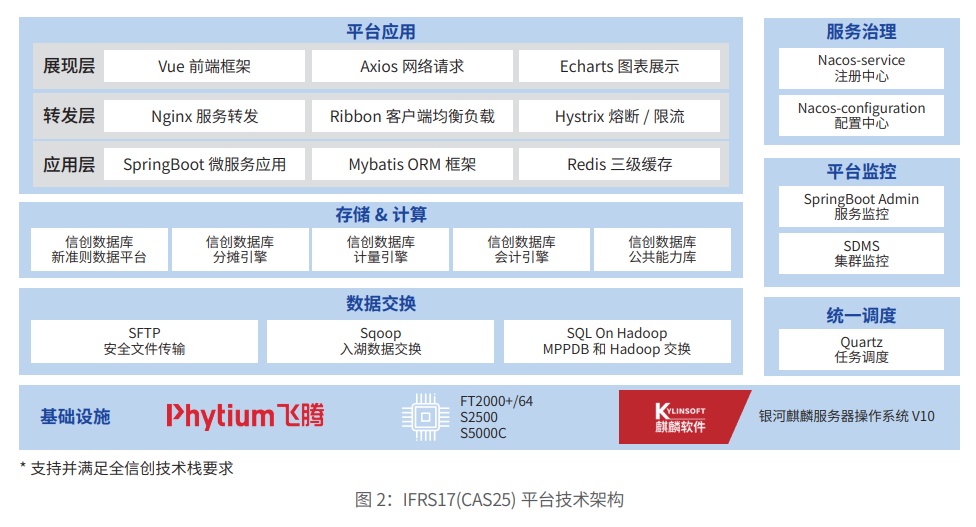 平台应用
展现层
Vue 前端框架
Axios 网络请求
Echarts 图表展示
转发层
Nginx 服务转发
Ribbon 客户端均衡负载
Hystrix 熔断 / 限流
应用层
SpringBoot 微服务应用
Mybatis ORM 框架
Redis 三级缓存
存储 & 计算
信创数据库
新准则数据平台
信创数据库
分摊引擎
信创数据库
计量引擎
信创数据库
会计引擎
信创数据库
公共能力库
数据交换
SFTP
安全文件传输
Sqoop
入湖数据交换
SQL On Hadoop
MPPDB 和 Hadoop 交换
服务治理
Nacos-service
注册中心
Nacos-configuration
配置中心
平台监控
SpringBoot Admin
服务监控
SDMS
集群监控
统一调度
Quartz
任务调度
基础设施
Phytium 飞腾
FT2000+/64
S2500
S5000C
KYLINSOFT
麒麟软件
银河麒麟服务器操作系统 V10
* 支持并满足全信创技术栈要求
图 2：IFRS17(CAS25) 平台技术架构